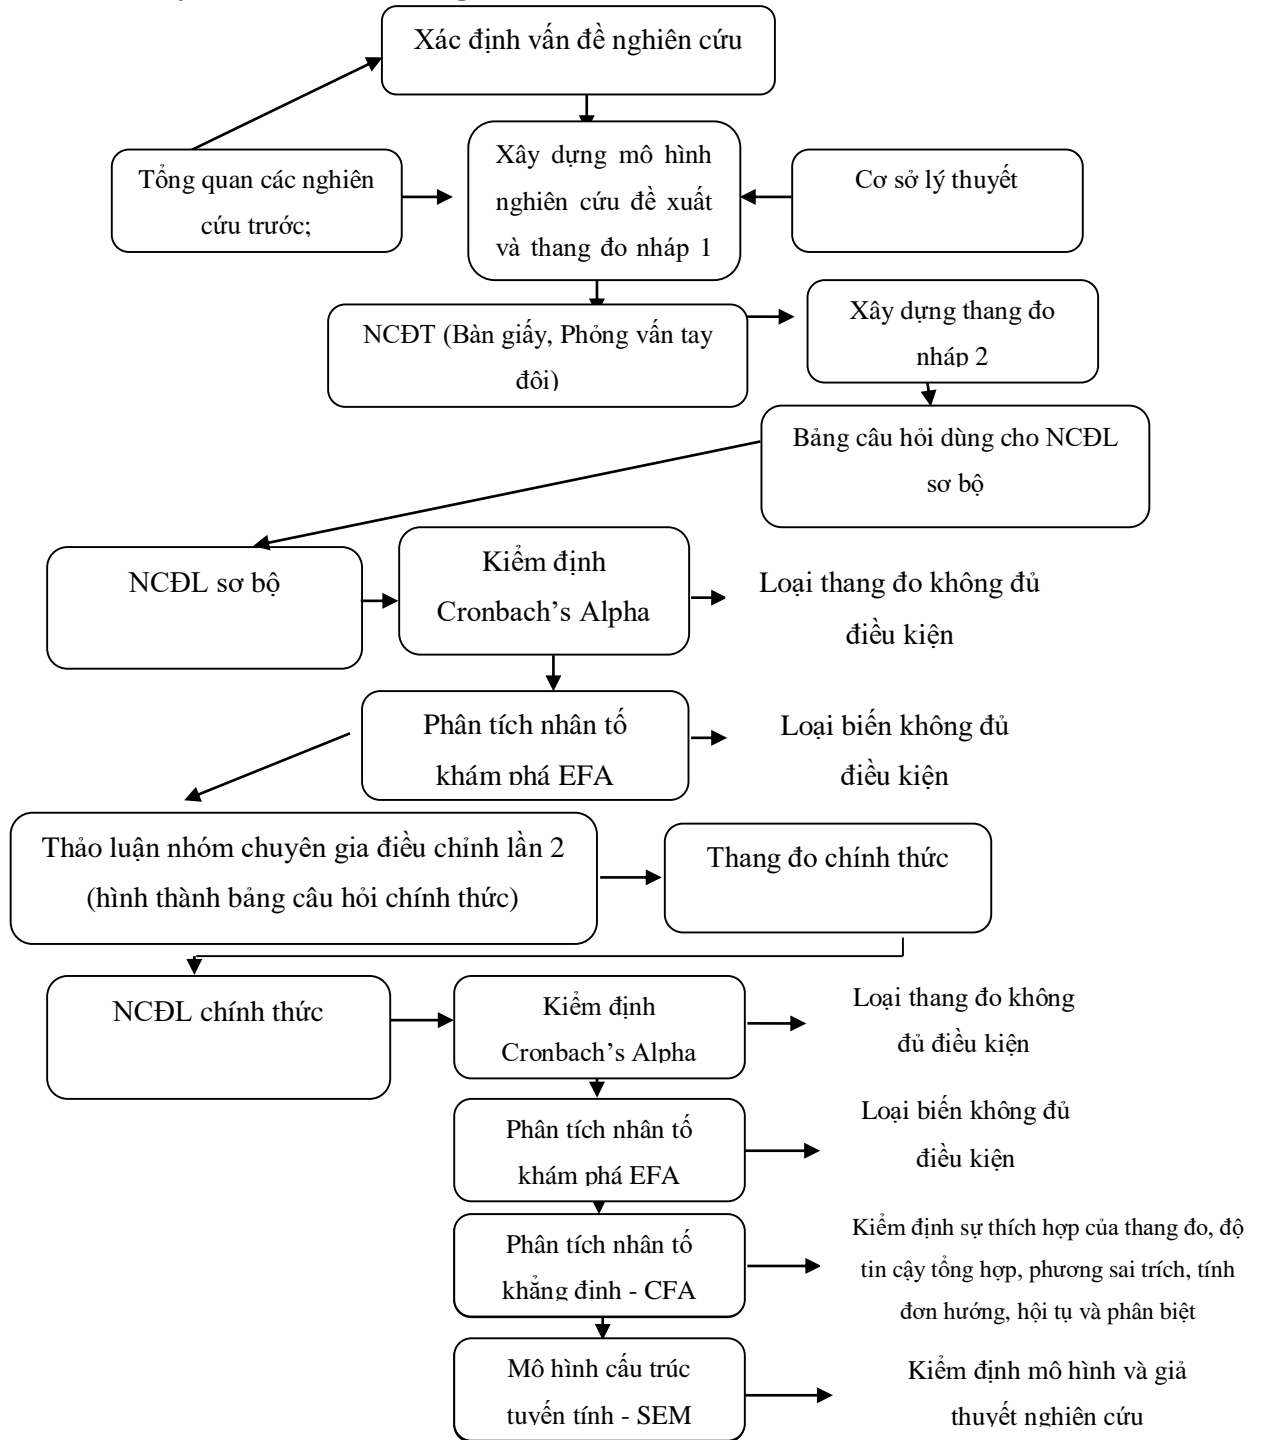 Xác định vấn đề nghiên cứu
Tổng quan các nghiên
cứu trước;
Xây dựng mô hình
nghiên cứu đề xuất
và thang đo nháp 1
Cơ sở lý thuyết
NCĐT (Bàn giấy, Phỏng vấn tay
đôi)
Xây dựng thang đo
nháp 2
Bảng câu hỏi dùng cho NCĐL
sơ bộ
NCĐL sơ bộ
Kiểm định
Cronbach’s Alpha
Loại thang đo không đủ
điều kiện
Phân tích nhân tố
khám phá EFA
Loại biến không đủ
điều kiện
Thảo luận nhóm chuyên gia điều chỉnh lần 2
(hình thành bảng câu hỏi chính thức)
Thang đo chính thức
NCĐL chính thức
Kiểm định
Cronbach’s Alpha
Loại thang đo không
đủ điều kiện
Phân tích nhân tố
khám phá EFA
Loại biến không đủ
điều kiện
Phân tích nhân tố
khẳng định - CFA
Kiểm định sự thích hợp của thang đo, độ
tin cậy tổng hợp, phương sai trích, tính
đơn hướng, hội tụ và phân biệt
Mô hình cấu trúc
tuyến tính - SEM
Kiểm định mô hình và giả
thuyết nghiên cứu